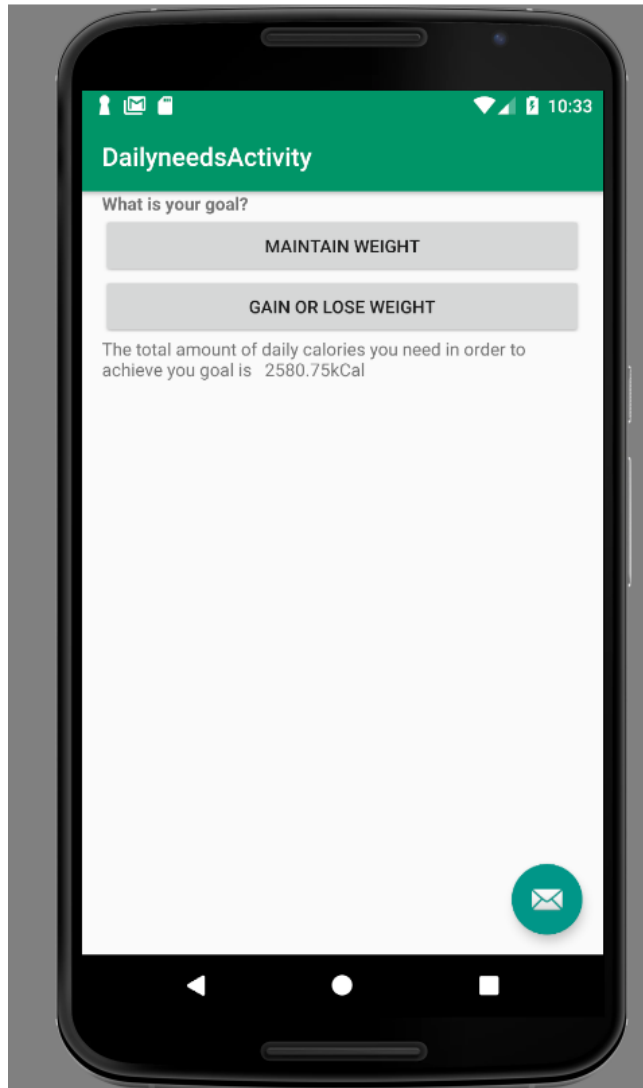 10:33
DailyneedsActivity
What is your goal?
MAINTAIN WEIGHT
GAIN OR LOSE WEIGHT
The total amount of daily calories you need in order to
achieve you goal is 2580.75kCal